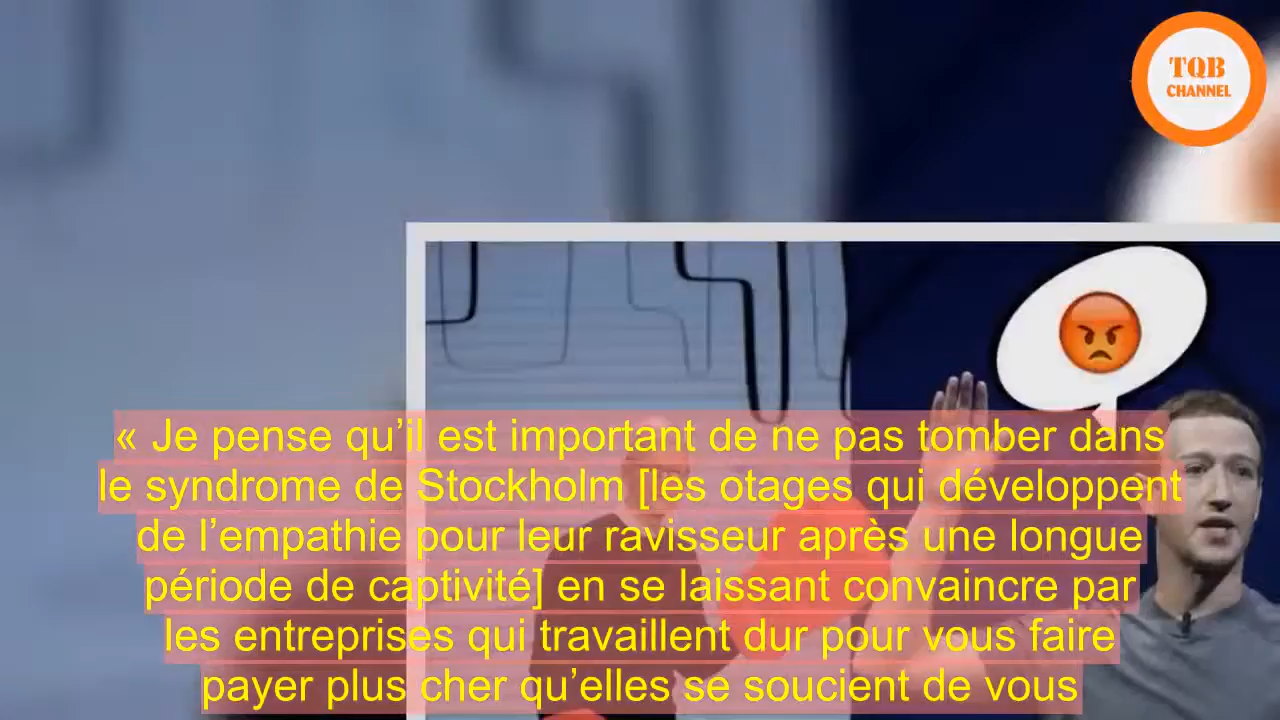 TQB
CHANNEL
« Je pense qu’il est important de ne pas tomber dans
le syndrome de Stockholm [les otages qui développent
de l’empathie pour leur ravisseur après une longue
période de captivité] en se laissant convaincre par
les entreprises qui travaillent dur pour vous faire
payer plus cher qu’elles se soucient de vous